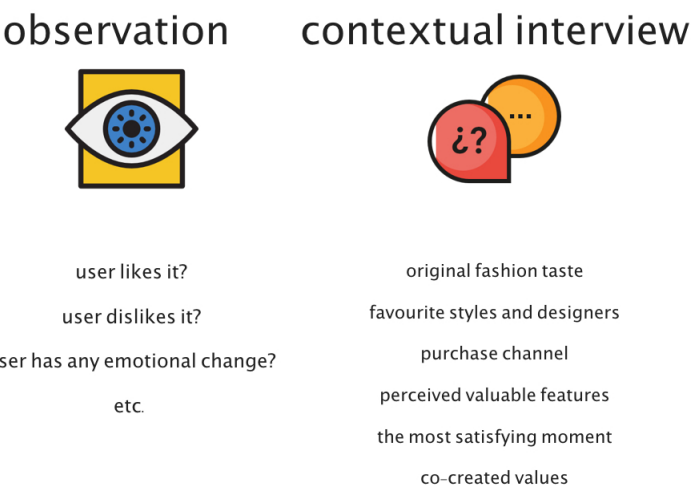 observation
contextual interview
¿?
...
user likes it?
user dislikes it?
ser has any emotional change?
etc.
original fashion taste
favourite styles and designers
purchase channel
perceived valuable features
the most satisfying moment
co-created values